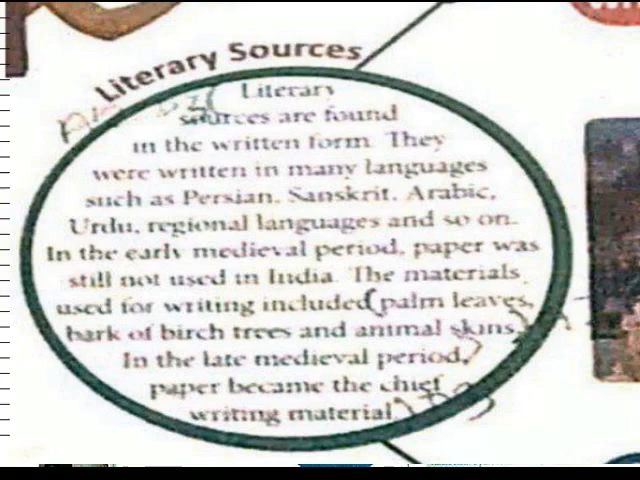 Literary Sources
Literary
sources are found
in the written form. They
were written in many languages
such as Persian, Sanskrit, Arabic,
Urdu, regional languages and so on.
In the early medieval period, paper was
still not used in India. The materials
used for writing included palm leaves,
bark of birch trees and animal skins.
In the late medieval period,
paper became the chief
writing material.